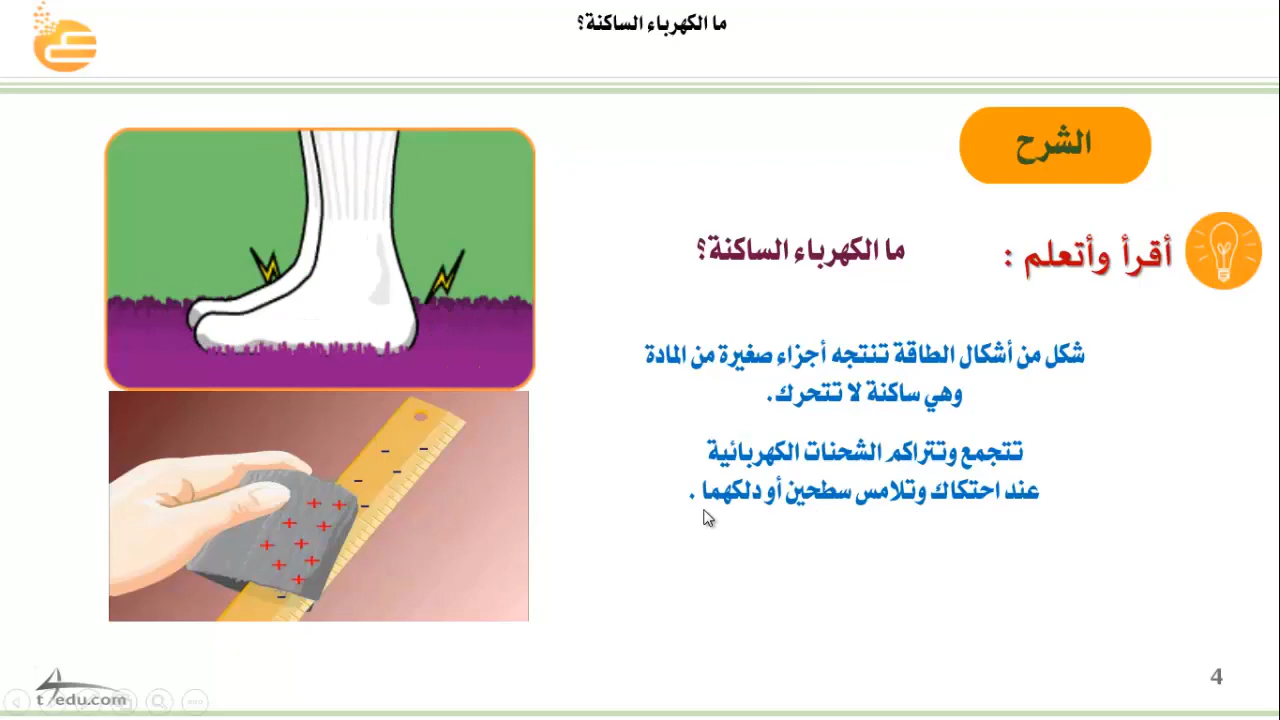 ما الكهرباء الساكنة؟
الشرح
أقرأ وأتعلم :
ما الكهرباء الساكنة؟
شكل من أشكال الطاقة تنتجه أجزاء صغيرة من المادة
وهي ساكنة لا تتحرك.
تتجمع وتتراكم الشحنات الكهربائية
عند احتكاك وتلامس سطحين أو دلكهما .
t4edu.com
4